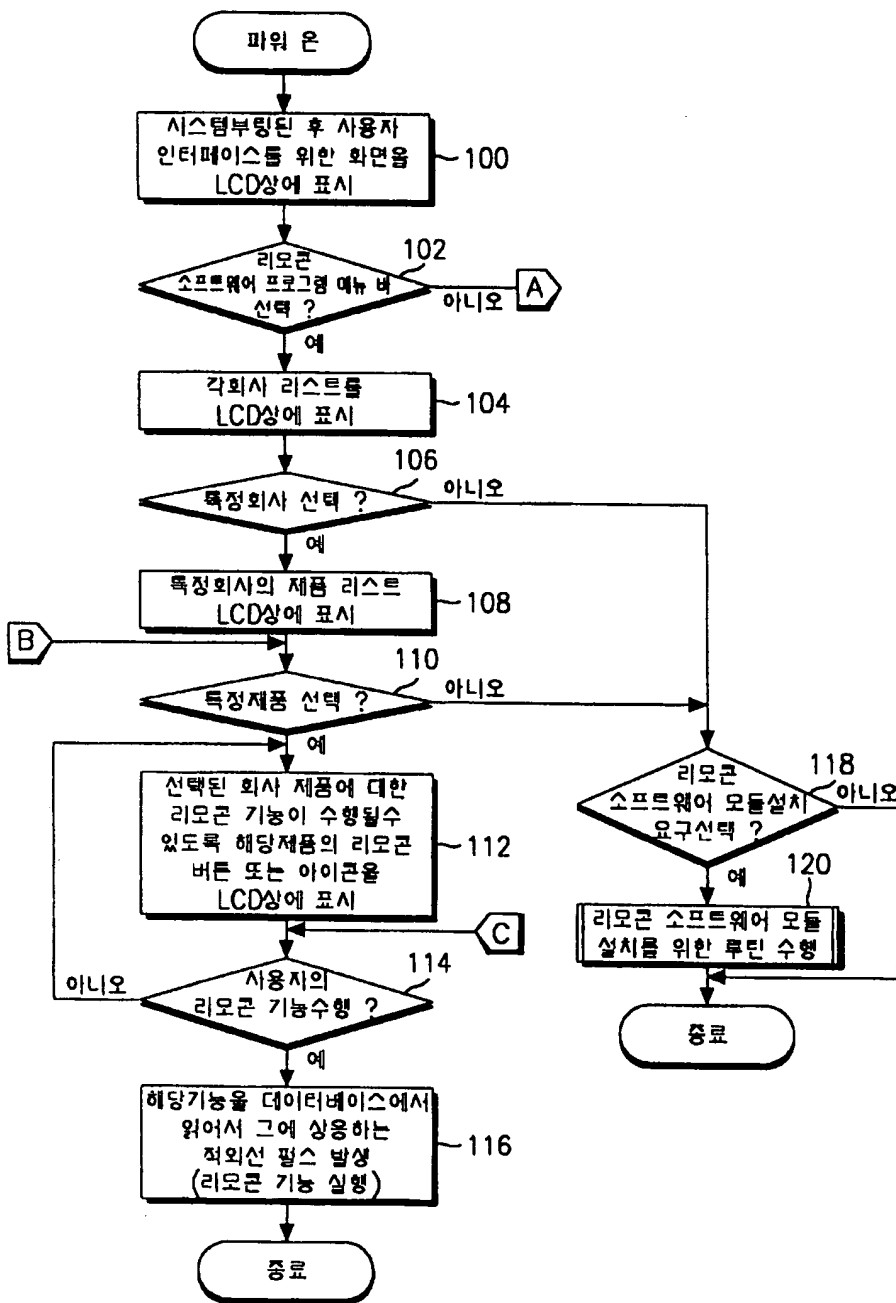 파워 온
시스템부팅된 후 사용자
인터페이스를 위한 화면을
LCD상에 표시
100
리모콘
소프트웨어 프로그램 메뉴 바
선택 ?
102
아니오
A
예
각회사 리스트를
LCD상에 표시
104
특정회사 선택 ?
106
아니오
예
특정회사의 제품 리스트
LCD상에 표시
108
B
특정제품 선택 ?
110
아니오
예
선택된 회사 제품에 대한
리모콘 기능이 수행될수
있도록 해당제품의 리모콘
버튼 또는 아이콘을
LCD상에 표시
112
C
사용자의
리모콘 기능수행 ?
114
아니오
예
해당기능을 데이터베이스에서
읽어서 그에 상응하는
적외선 펄스 발생
(리모콘 기능 실행)
116
종료
리모콘
소프트웨어 모듈설치
요구선택 ?
118
아니오
예
120
리모콘 소프트웨어 모듈
설치를 위한 루틴 수행
종료